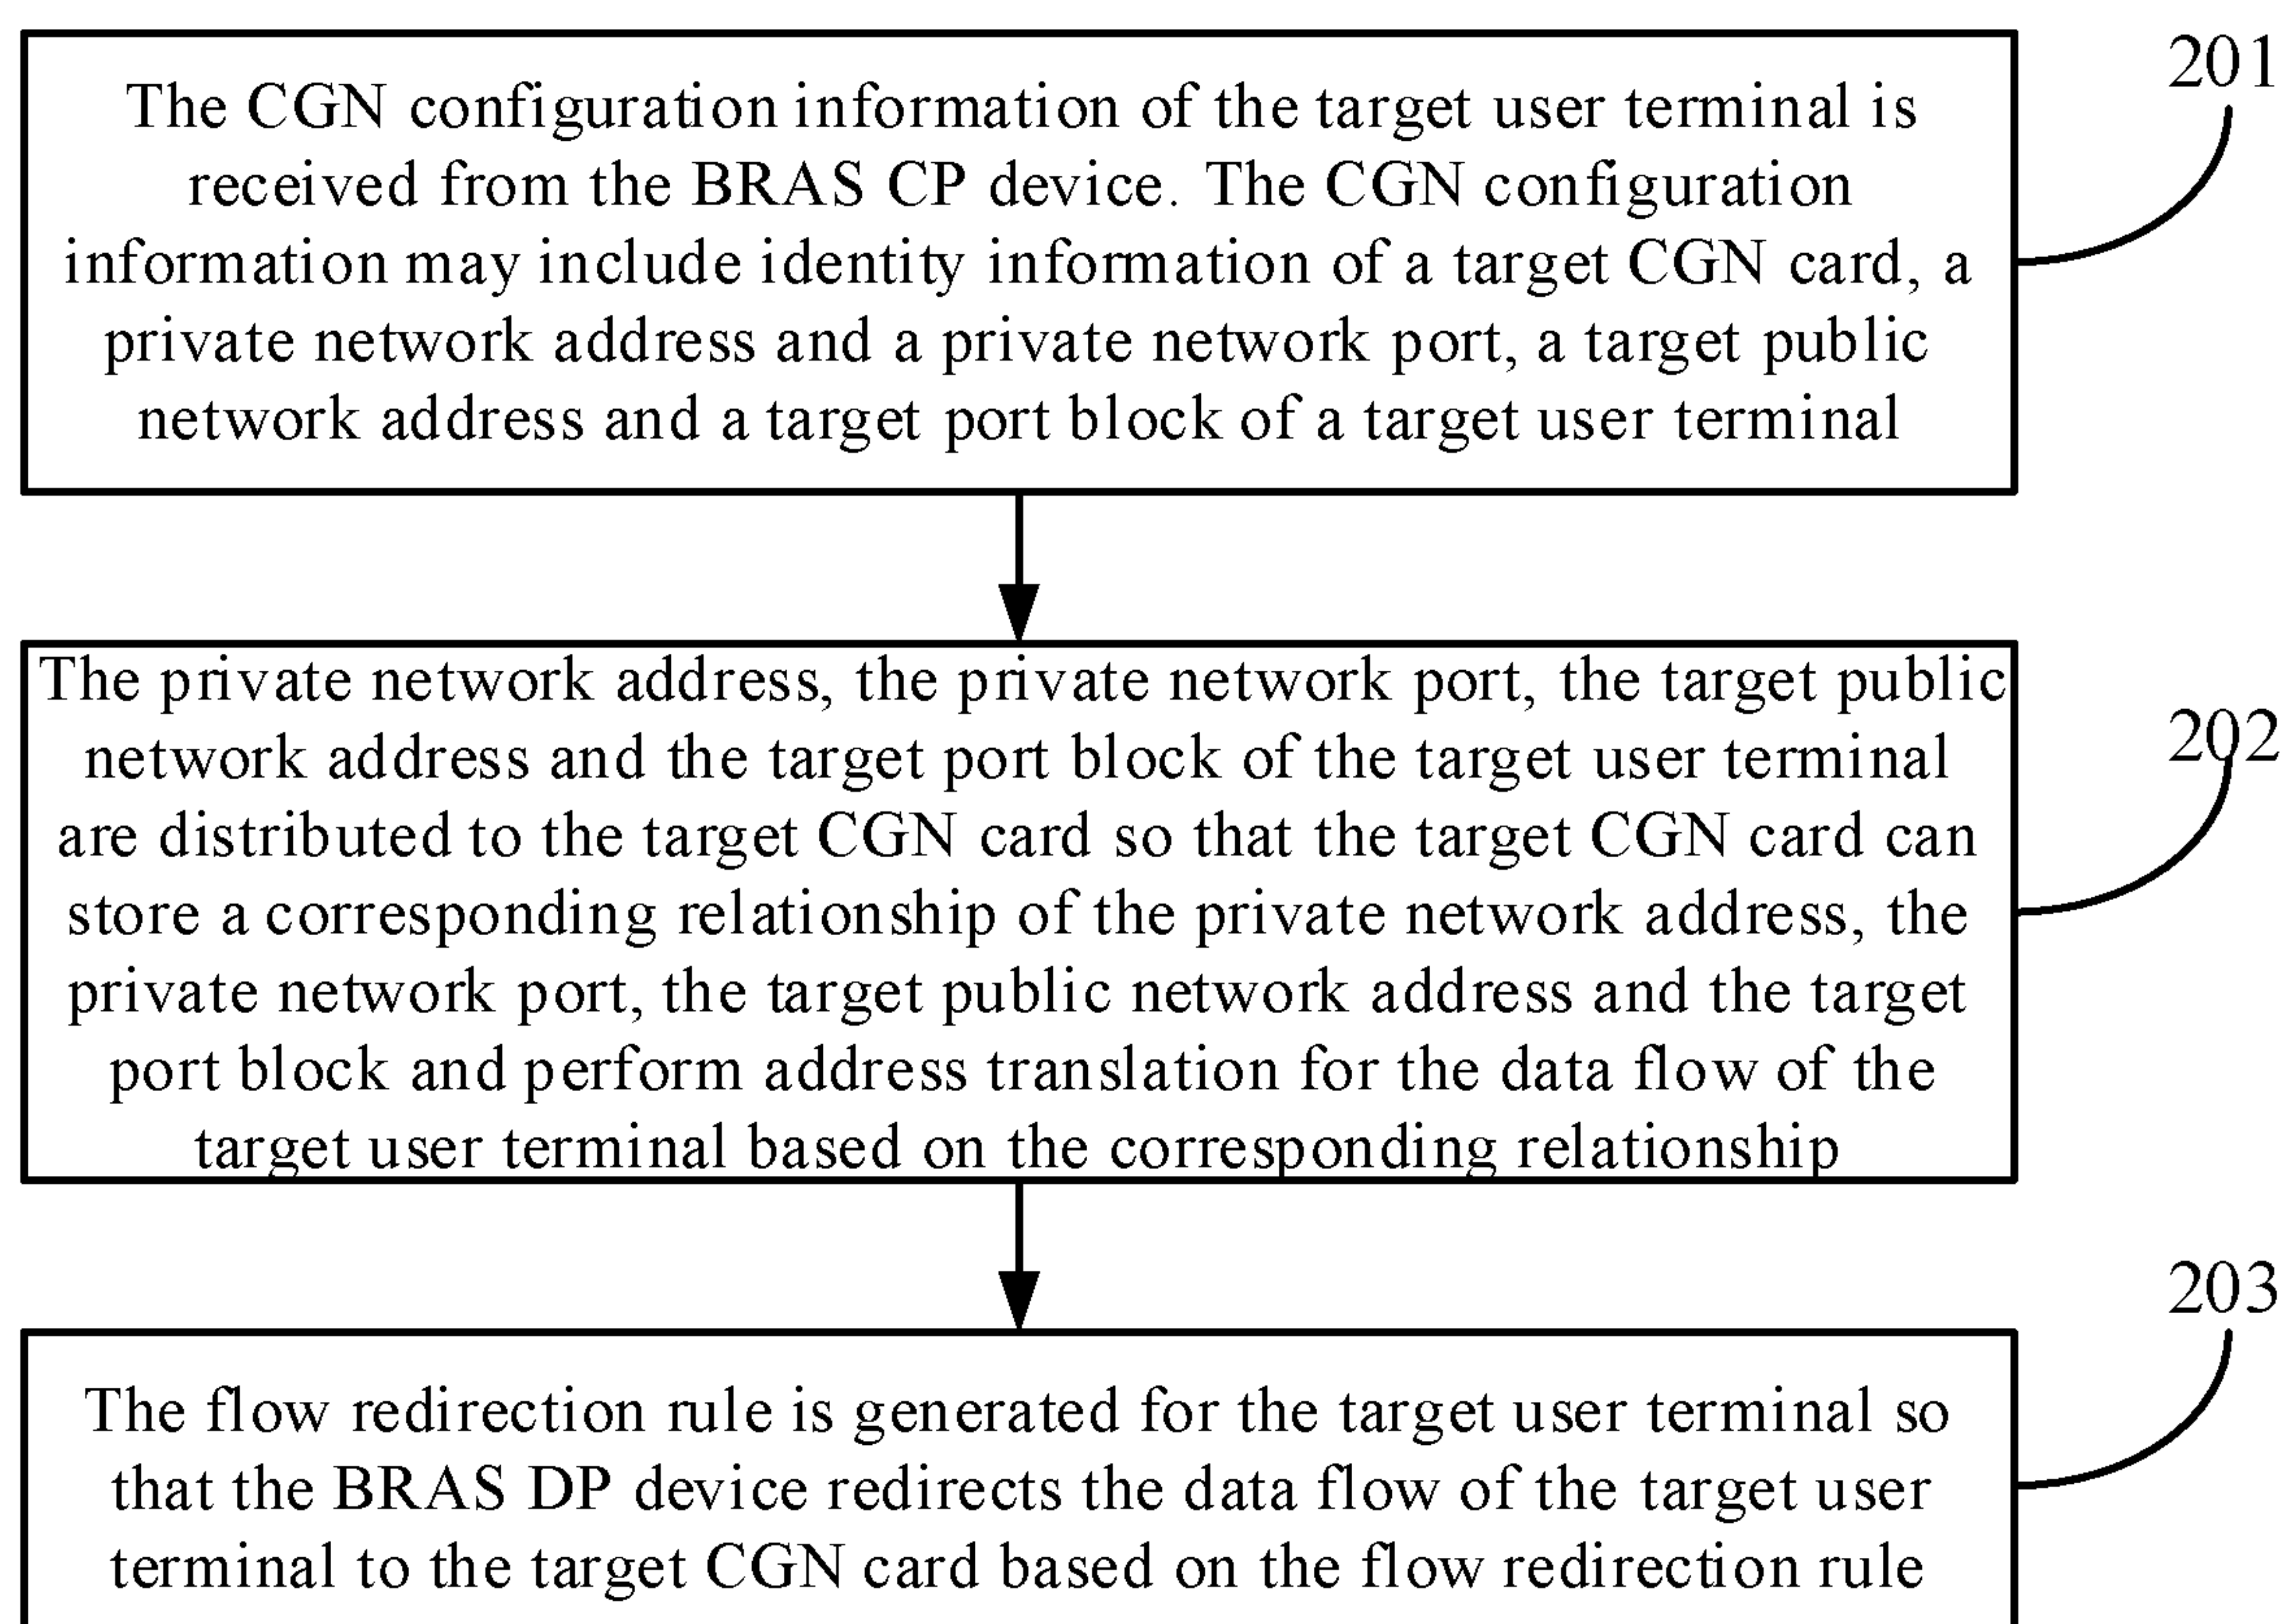 The CGN configuration information of the target user terminal is
received from the BRAS CP device. The CGN configuration
information may include identity information of a target CGN card, a
private network address and a private network port, a target public
network address and a target port block of a target user terminal
201
The private network address, the private network port, the target public
network address and the target port block of the target user terminal
are distributed to the target CGN card so that the target CGN card can
store a corresponding relationship of the private network address, the
private network port, the target public network address and the target
port block and perform address translation for the data flow of the
target user terminal based on the corresponding relationship
202
The flow redirection rule is generated for the target user terminal so
that the BRAS DP device redirects the data flow of the target user
terminal to the target CGN card based on the flow redirection rule
203